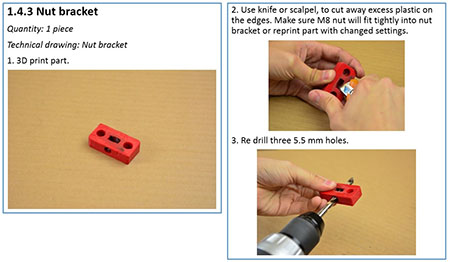 1.4.3 Nut bracket
Quantity: 1 piece
Technical drawing: Nut bracket
1. 3D print part.
2. Use knife or scalpel, to cut away excess plastic on
the edges. Make sure M8 nut will fit tightly into nut
bracket or reprint part with changed settings.
3. Re drill three 5.5 mm holes.